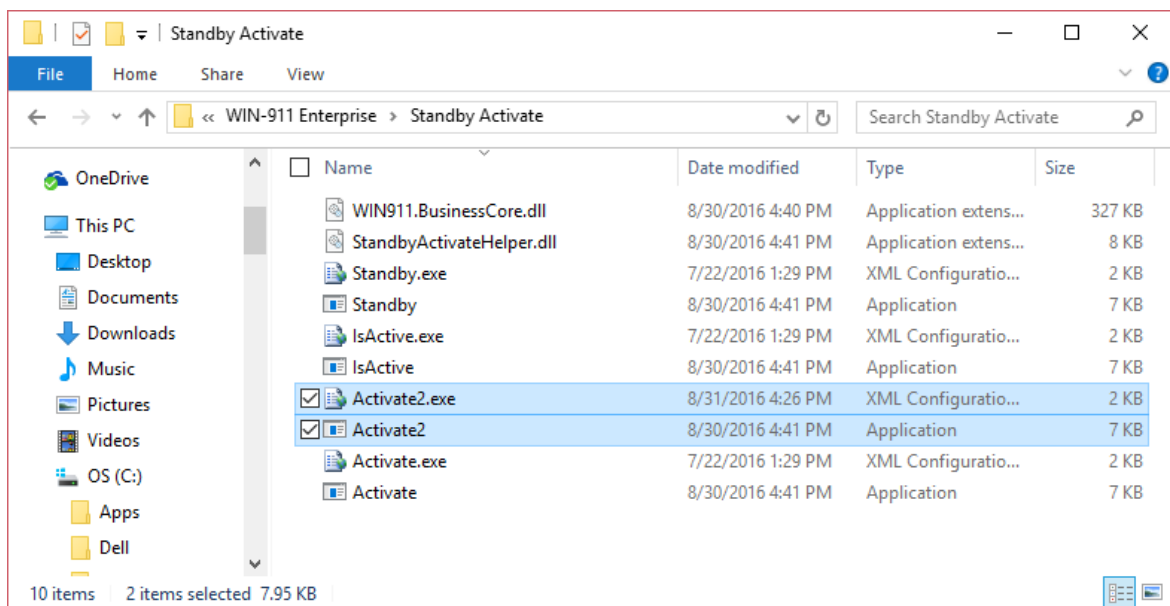 Standby Activate
File Home Share View
« WIN-911 Enterprise > Standby Activate Search Standby Activate
OneDrive
This PC
Desktop
Documents
Downloads
Music
Pictures
Videos
OS (C:)
Apps
Dell
Name Date modified Type Size
WIN911.BusinessCore.dll 8/30/2016 4:40 PM Application extens... 327 KB
StandbyActivateHelper.dll 8/30/2016 4:41 PM Application extens... 8 KB
Standby.exe 7/22/2016 1:29 PM XML Configuratio... 2 KB
Standby 8/30/2016 4:41 PM Application 7 KB
IsActive.exe 7/22/2016 1:29 PM XML Configuratio... 2 KB
IsActive 8/30/2016 4:41 PM Application 7 KB
Activate2.exe 8/31/2016 4:26 PM XML Configuratio... 2 KB
Activate2 8/30/2016 4:41 PM Application 7 KB
Activate.exe 7/22/2016 1:29 PM XML Configuratio... 2 KB
Activate 8/30/2016 4:41 PM Application 7 KB
10 items 2 items selected 7.95 KB